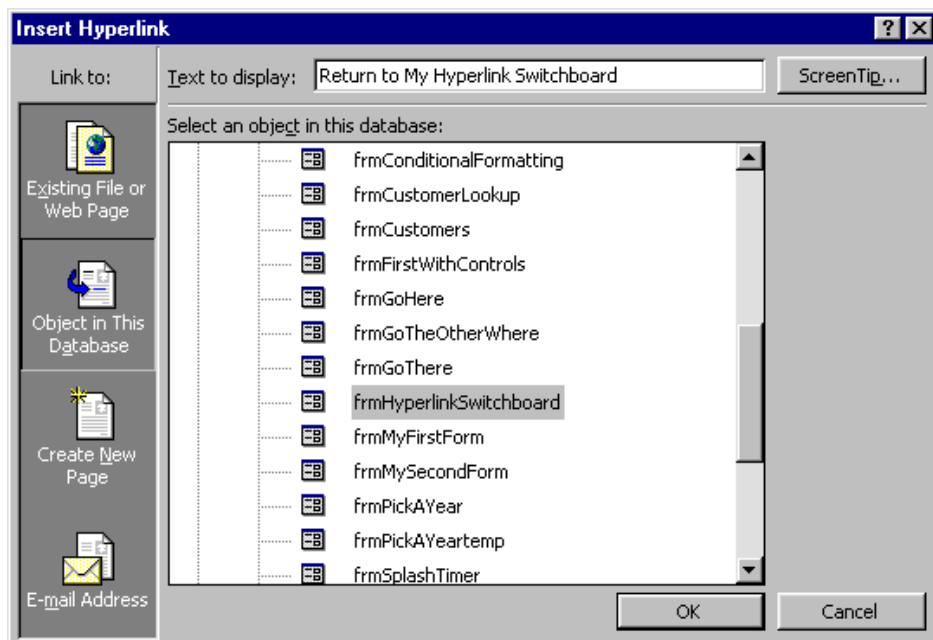 Insert Hyperlink
Link to:
Text to display:
Return to My Hyperlink Switchboard
ScreenTip...
Select an object in this database:
Existing File or
Web Page
Object in This
Database
Create New
Page
E-mail Address
frmConditionalFormatting
frmCustomerLookup
frmCustomers
frmFirstWithControls
frmGoHere
frmGoTheOtherWhere
frmGoThere
frmHyperlinkSwitchboard
frmMyFirstForm
frmMySecondForm
frmPickAYear
frmPickAYeartemp
frmSplashTimer
OK
Cancel